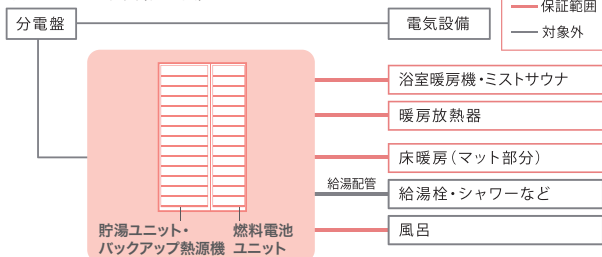 保証範囲
対象外
分電盤
電気設備
浴室暖房機・ミストサウナ
暖房放熱器
床暖房(マット部分)
給湯配管
給湯栓・シャワーなど
風呂
貯湯ユニット・
バックアップ熱源機
燃料電池
ユニット